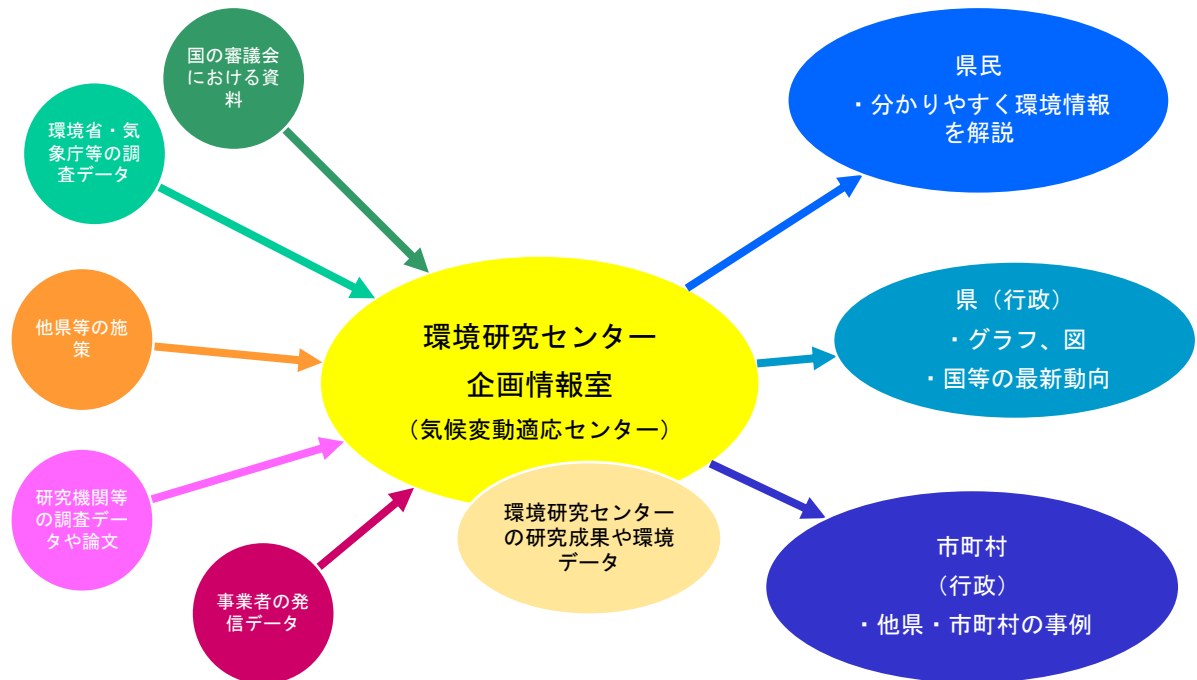 国の審議会
における資
料
環境省・気
象庁等の調
査データ
他県等の施
策
研究機関等
の調査デー
タや論文
事業者の発
信データ
環境研究センター
企画情報室
（気候変動適応センター）
環境研究センター
の研究成果や環境
データ
県民
・分かりやすく環境情報
を解説
県（行政）
・グラフ、図
・国等の最新動向
市町村
（行政）
・他県・市町村の事例